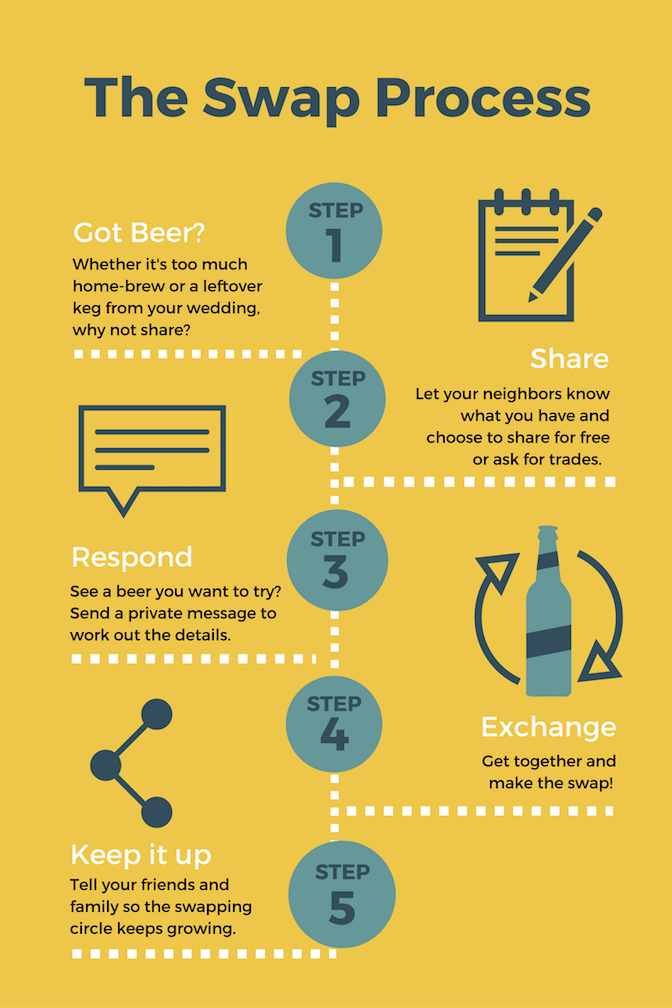 The Swap Process
STEP
1
Got Beer?
Whether it's too much
home-brew or a leftover
keg from your wedding,
why not share?
STEP
2
Share
Let your neighbors know
what you have and
choose to share for free
or ask for trades.
STEP
3
Respond
See a beer you want to try?
Send a private message to
work out the details.
STEP
4
Exchange
Get together and
make the swap!
STEP
5
Keep it up
Tell your friends and
family so the swapping
circle keeps growing.